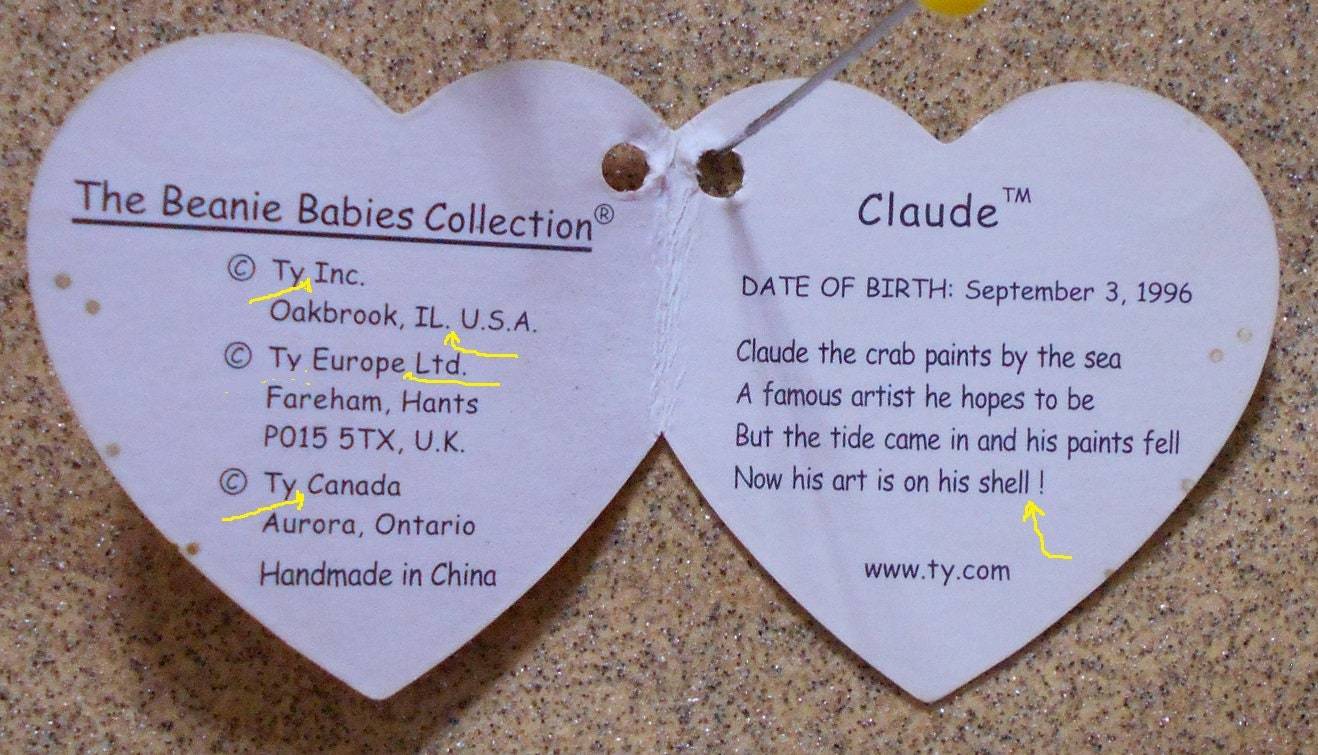 The Beanie Babies Collection®
© Ty Inc.
Oakbrook, IL. U.S.A.
© Ty Europe Ltd.
Fareham, Hants
PO15 5TX, U.K.
© Ty Canada
Aurora, Ontario
Handmade in China
Claude™
DATE OF BIRTH: September 3, 1996
Claude the crab paints by the sea
A famous artist he hopes to be
But the tide came in and his paints fell
Now his art is on his shell !
www.ty.com